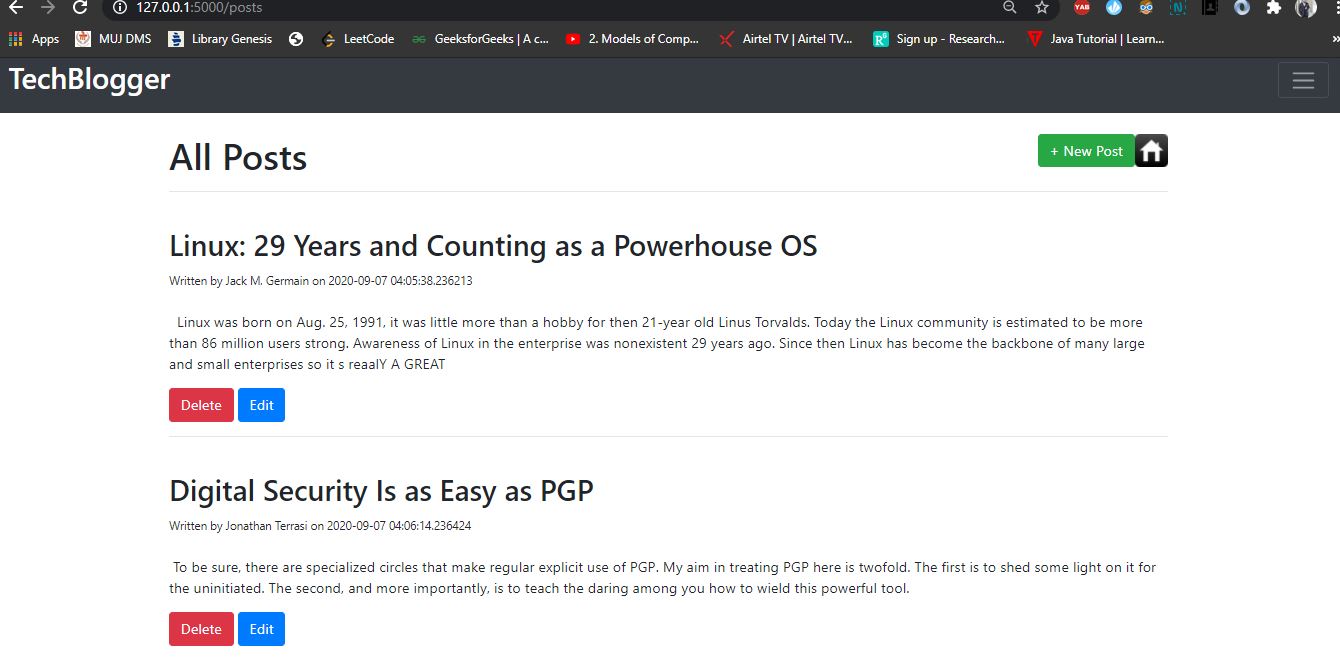 127.0.0.1:5000/posts
YAB
Apps MUJ DMS Library Genesis LeetCode GeeksforGeeks | A c... 2. Models of Comp... Airtel TV | Airtel TV... Sign up - Research... Java Tutorial | Learn... »
TechBlogger
All Posts
+ New Post
Linux: 29 Years and Counting as a Powerhouse OS
Written by Jack M. Germain on 2020-09-07 04:05:38.236213
Linux was born on Aug. 25, 1991, it was little more than a hobby for then 21-year old Linus Torvalds. Today the Linux community is estimated to be more
than 86 million users strong. Awareness of Linux in the enterprise was nonexistent 29 years ago. Since then Linux has become the backbone of many large
and small enterprises so it s reaalY A GREAT
Delete Edit
Digital Security Is as Easy as PGP
Written by Jonathan Terrasi on 2020-09-07 04:06:14.236424
To be sure, there are specialized circles that make regular explicit use of PGP. My aim in treating PGP here is twofold. The first is to shed some light on it for
the uninitiated. The second, and more importantly, is to teach the daring among you how to wield this powerful tool.
Delete Edit